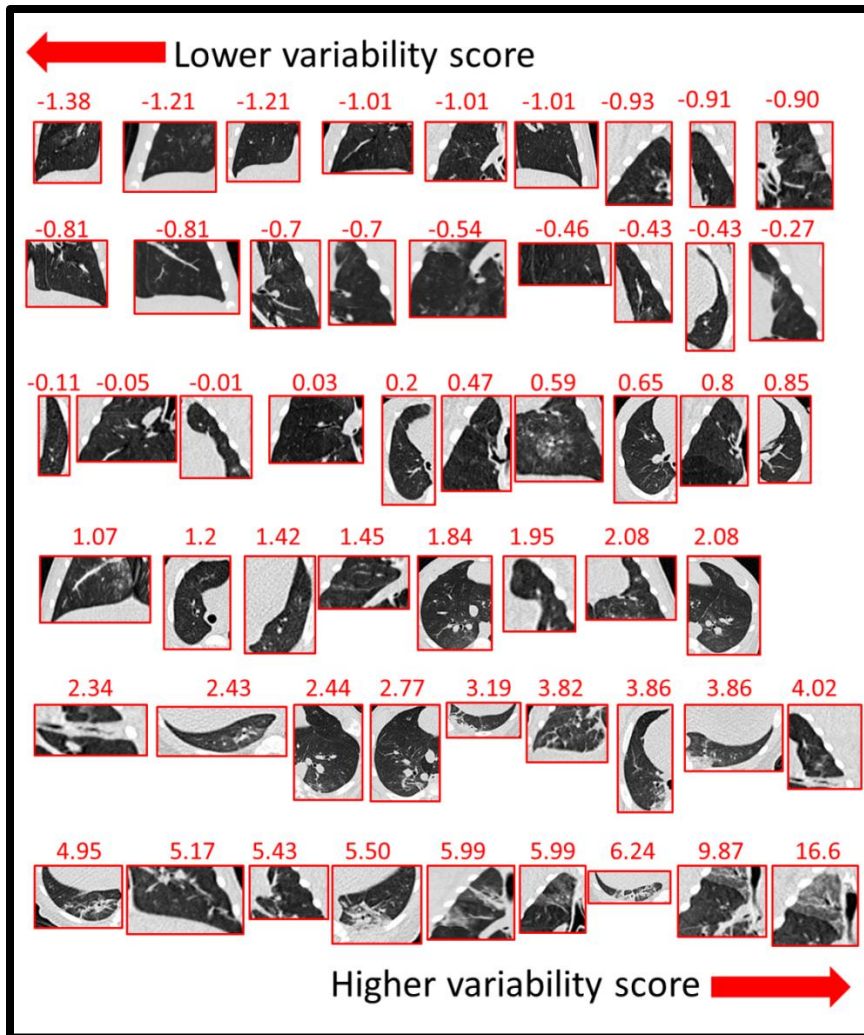 Lower variability score
-1.38 -1.21 -1.21 -1.01 -1.01 -1.01 -0.93 -0.91 -0.90
-0.81 -0.81 -0.7 -0.7 -0.54 -0.46 -0.43 -0.43 -0.27
-0.11 -0.05 -0.01 0.03 0.2 0.47 0.59 0.65 0.8 0.85
1.07 1.2 1.42 1.45 1.84 1.95 2.08 2.08
2.34 2.43 2.44 2.77 3.19 3.82 3.86 3.86 4.02
4.95 5.17 5.43 5.50 5.99 5.99 6.24 9.87 16.6
Higher variability score